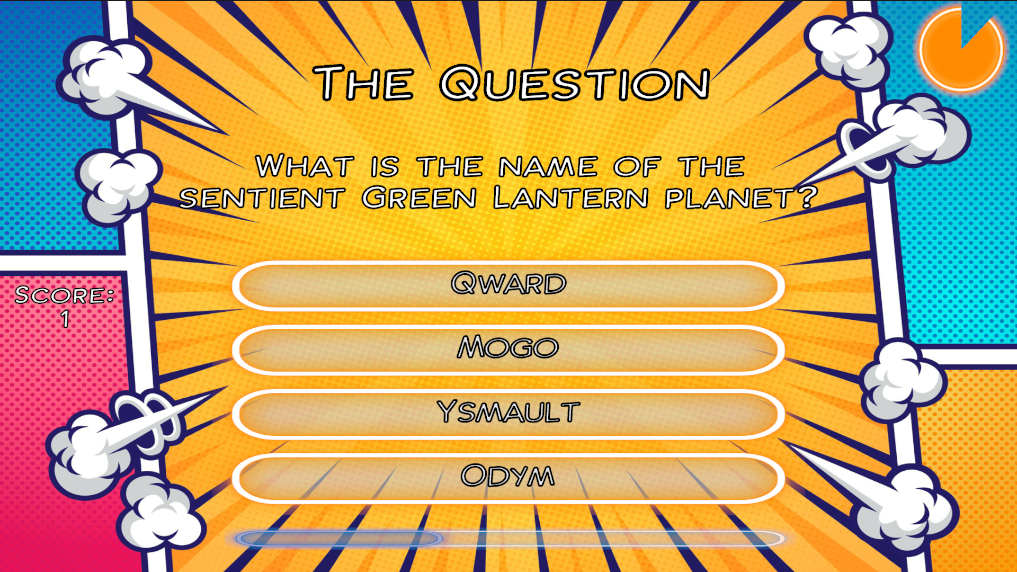 The Question
What is the name of the
sentient Green Lantern planet?
Score:
1
Qward
Mogo
Ysmault
Odym